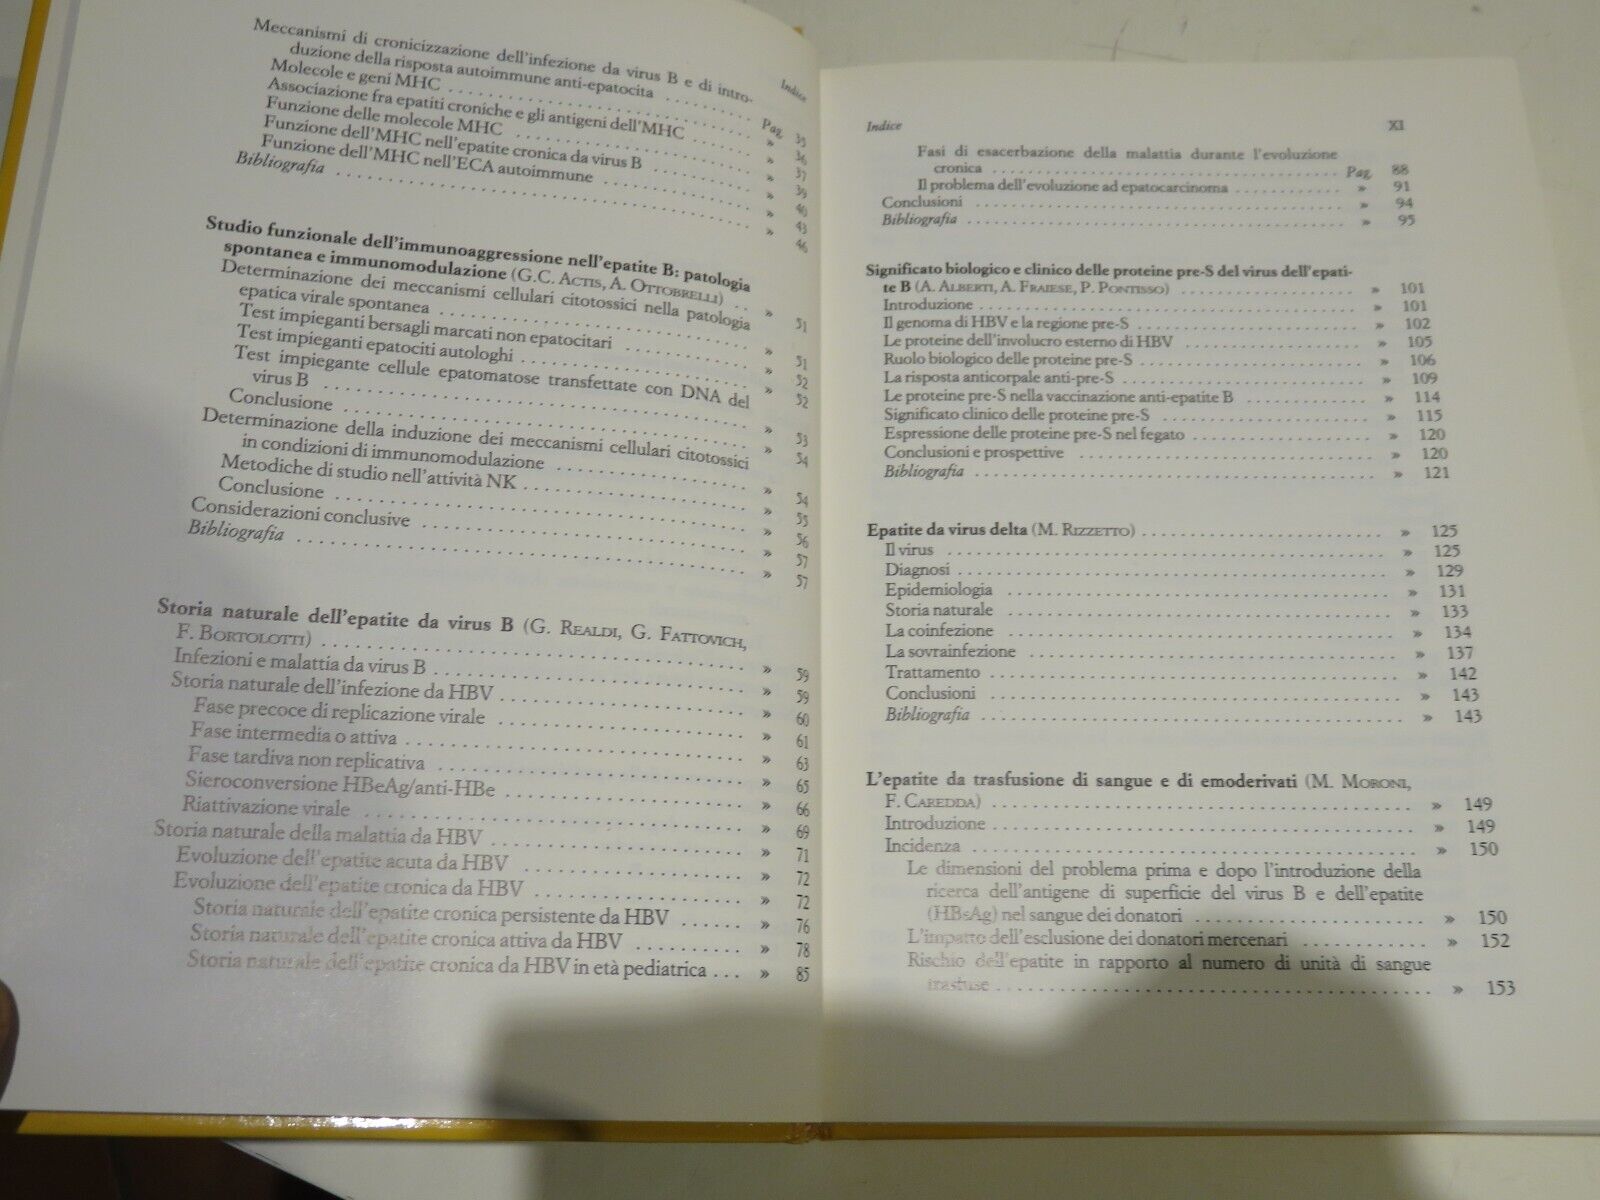 Indice
Meccanismi di cronicizzazione dell'infezione da virus B e di intro-
duzione della risposta autoimmune anti-epatocita . . . . . . . . Pag. 35
Molecole e geni MHC . . . . . . . . . . . . . . . . . . » 36
Associazione fra epatiti croniche e gli antigeni dell'MHC . . . . . . » 37
Funzione delle molecole MHC . . . . . . . . . . . . . . » 39
Funzione dell'MHC nell'epatite cronica da virus B . . . . . . . . » 40
Funzione dell'MHC nell'ECA autoimmune . . . . . . . . . . » 43
Bibliografia . . . . . . . . . . . . . . . . . . » 46
Studio funzionale dell'immunoaggressione nell'epatite B: patologia
spontanea e immunomodulazione (G.C. Actis, A. Ottobrelli) . . » 51
Determinazione dei meccanismi cellulari citotossici nella patologia
epatica virale spontanea . . . . . . . . . . . . . . » 51
Test impieganti bersagli marcati non epatocitari . . . . . . . . » 52
Test impieganti epatociti autologhi . . . . . . . . . . . . » 52
Test impiegante cellule epatomatose transfettate con DNA del
virus B . . . . . . . . . . . . . . . . . . » 53
Conclusione . . . . . . . . . . . . . . . . . . » 54
Determinazione della induzione dei meccanismi cellulari citotossici
in condizioni di immunomodulazione . . . . . . . . . . » 54
Metodiche di studio nell'attività NK . . . . . . . . . . . . » 55
Conclusione . . . . . . . . . . . . . . . . . . » 56
Considerazioni conclusive . . . . . . . . . . . . . . » 57
Bibliografia . . . . . . . . . . . . . . . . . . » 57
Storia naturale dell'epatite da virus B (G. Realdi, G. Fattovich,
F. Bortolotti) . . . . . . . . . . . . . . . . . . » 59
Infezioni e malattia da virus B . . . . . . . . . . . . . . » 59
Storia naturale dell'infezione da HBV . . . . . . . . . . . . » 60
Fase precoce di replicazione virale . . . . . . . . . . . . » 61
Fase intermedia o attiva . . . . . . . . . . . . . . » 63
Fase tardiva non replicativa . . . . . . . . . . . . . . » 65
Sieroconversione HBeAg/anti-HBe . . . . . . . . . . . . » 66
Riattivazione virale . . . . . . . . . . . . . . . . » 69
Storia naturale della malattia da HBV . . . . . . . . . . . . » 71
Evoluzione dell'epatite acuta da HBV . . . . . . . . . . . . » 72
Evoluzione dell'epatite cronica da HBV . . . . . . . . . . » 72
Storia naturale dell'epatite cronica persistente da HBV . . . . . . » 76
Storia naturale dell'epatite cronica attiva da HBV . . . . . . . . » 78
Storia naturale dell'epatite cronica da HBV in età pediatrica . . . » 85
Indice XI
Fasi di esacerbazione della malattia durante l'evoluzione
cronica . . . . . . . . . . . . . . . . . . Pag. 88
Il problema dell'evoluzione ad epatocarcinoma . . . . . . . . » 91
Conclusioni . . . . . . . . . . . . . . . . . . » 94
Bibliografia . . . . . . . . . . . . . . . . . . » 95
Significato biologico e clinico delle proteine pre-S del virus dell'epati-
te B (A. Alberti, A. Fraiese, P. Pontisso) . . . . . . . . . . » 101
Introduzione . . . . . . . . . . . . . . . . . . » 101
Il genoma di HBV e la regione pre-S . . . . . . . . . . . . » 102
Le proteine dell'involucro esterno di HBV . . . . . . . . . . » 105
Ruolo biologico delle proteine pre-S . . . . . . . . . . . . » 106
La risposta anticorpale anti-pre-S . . . . . . . . . . . . » 109
Le proteine pre-S nella vaccinazione anti-epatite B . . . . . . » 114
Significato clinico delle proteine pre-S . . . . . . . . . . » 115
Espressione delle proteine pre-S nel fegato . . . . . . . . . . » 120
Conclusioni e prospettive . . . . . . . . . . . . . . » 120
Bibliografia . . . . . . . . . . . . . . . . . . » 121
Epatite da virus delta (M. Rizzetto) . . . . . . . . . . . . » 125
Il virus . . . . . . . . . . . . . . . . . . » 125
Diagnosi . . . . . . . . . . . . . . . . . . » 129
Epidemiologia . . . . . . . . . . . . . . . . . . » 131
Storia naturale . . . . . . . . . . . . . . . . » 133
La coinfezione . . . . . . . . . . . . . . . . » 134
La sovrainfezione . . . . . . . . . . . . . . . . » 137
Trattamento . . . . . . . . . . . . . . . . . . » 142
Conclusioni . . . . . . . . . . . . . . . . . . » 143
Bibliografia . . . . . . . . . . . . . . . . . . » 143
L'epatite da trasfusione di sangue e di emoderivati (M. Moroni,
F. Caredda) . . . . . . . . . . . . . . . . . . » 149
Introduzione . . . . . . . . . . . . . . . . . . » 149
Incidenza . . . . . . . . . . . . . . . . . . » 150
Le dimensioni del problema prima e dopo l'introduzione della
ricerca dell'antigene di superficie del virus B e dell'epatite
(HBsAg) nel sangue dei donatori . . . . . . . . . . . . » 150
L'impatto dell'esclusione dei donatori mercenari . . . . . . » 152
Rischio dell'epatite in rapporto al numero di unità di sangue
trasfuse . . . . . . . . . . . . . . . . . . » 153